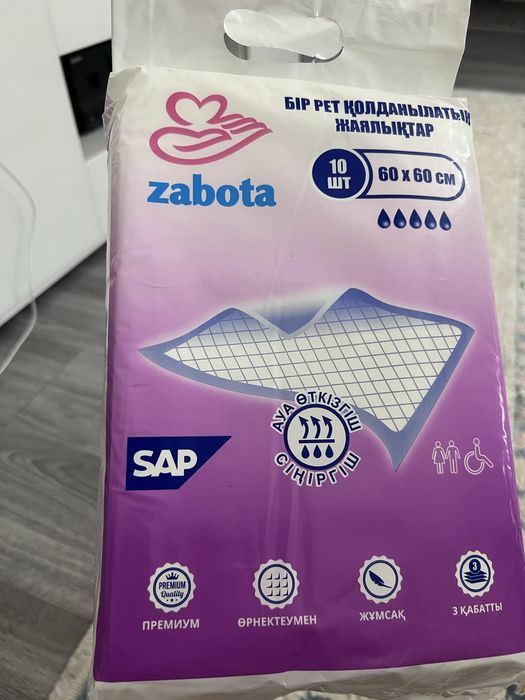 БІР РЕТ ҚОЛДАНЫЛАТЫН
ЖАЯЛЫҚТАР
zabota
10
ШТ
60 x 60 СМ
АУА ӨТКІЗГІШ
СІҢІРГІШ
SAP
PREMIUM
Quality
3
ПРЕМИУМ
ӨРНЕКТЕУМЕН
ЖҰМСАҚ
3 ҚАБАТТЫ